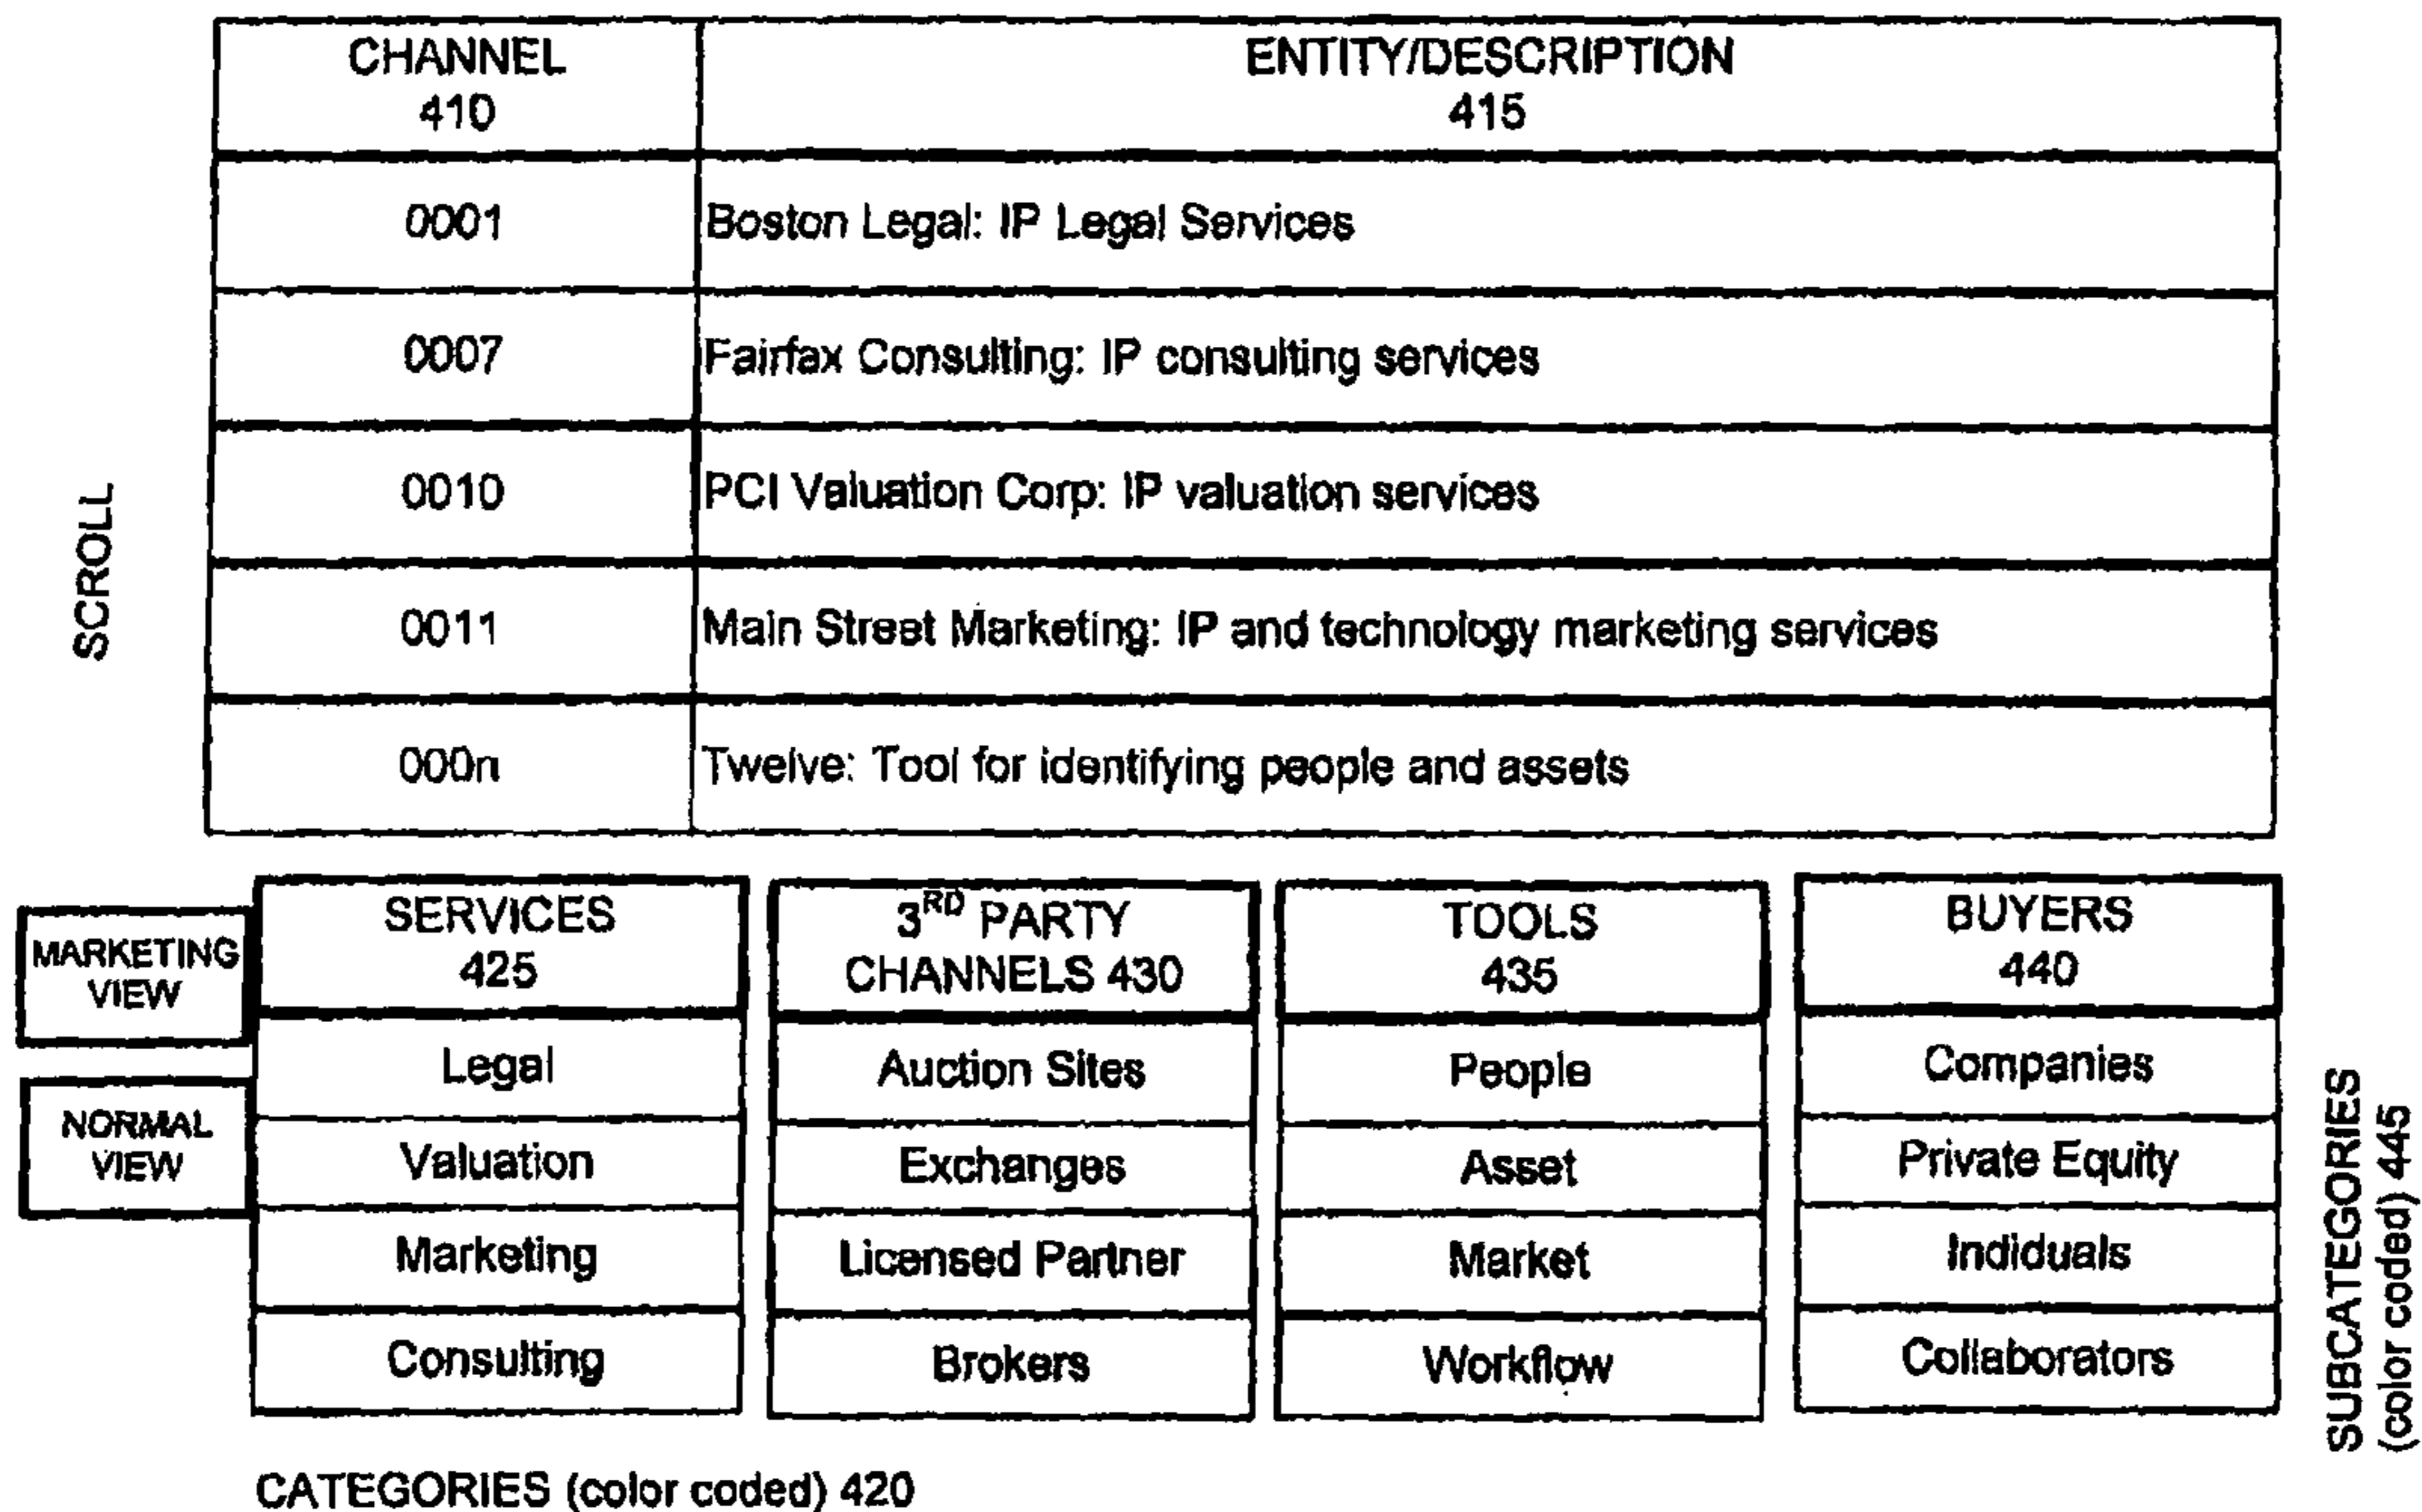 CHANNEL
410
ENTITY/DESCRIPTION
415
0001
Boston Legal: IP Legal Services
0007
Fairfax Consulting: IP consulting services
0010
PCI Valuation Corp: IP valuation services
0011
Main Street Marketing: IP and technology marketing services
000n
Twelve: Tool for identifying people and assets
SCROLL
MARKETING
VIEW
NORMAL
VIEW
SERVICES
425
Legal
Valuation
Marketing
Consulting
3RD PARTY
CHANNELS 430
Auction Sites
Exchanges
Licensed Partner
Brokers
TOOLS
435
People
Asset
Market
Workflow
BUYERS
440
Companies
Private Equity
Indiduals
Collaborators
SUBCATEGORIES
(color coded) 445
CATEGORIES (color coded) 420